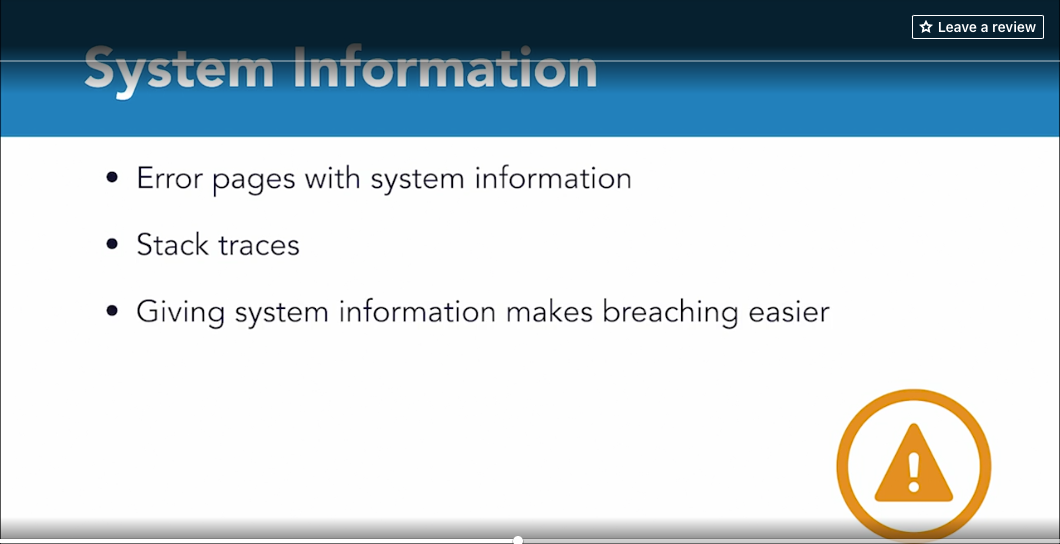 Leave a review
System Information
Error pages with system information
Stack traces
Giving system information makes breaching easier